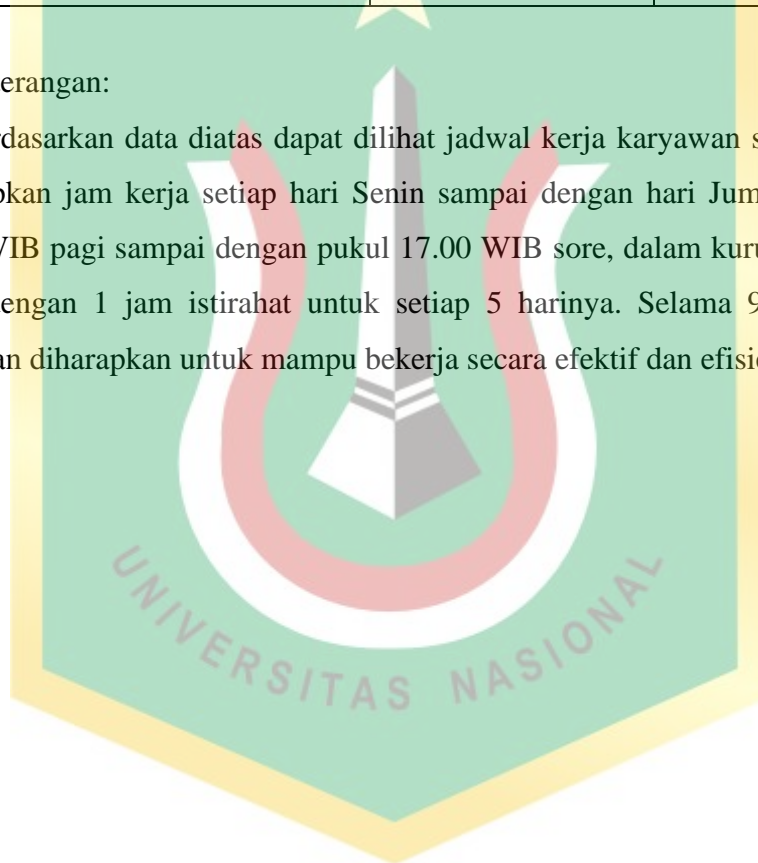 erangan:
dasarkan data diatas dapat dilihat jadwal kerja karyawan s
kan jam kerja setiap hari Senin sampai dengan hari Jum
WIB pagi sampai dengan pukul 17.00 WIB sore, dalam kuru
engan 1 jam istirahat untuk setiap 5 harinya. Selama 9
an diharapkan untuk mampu bekerja secara efektif dan efisi
UNIVERSITAS NASIONAL